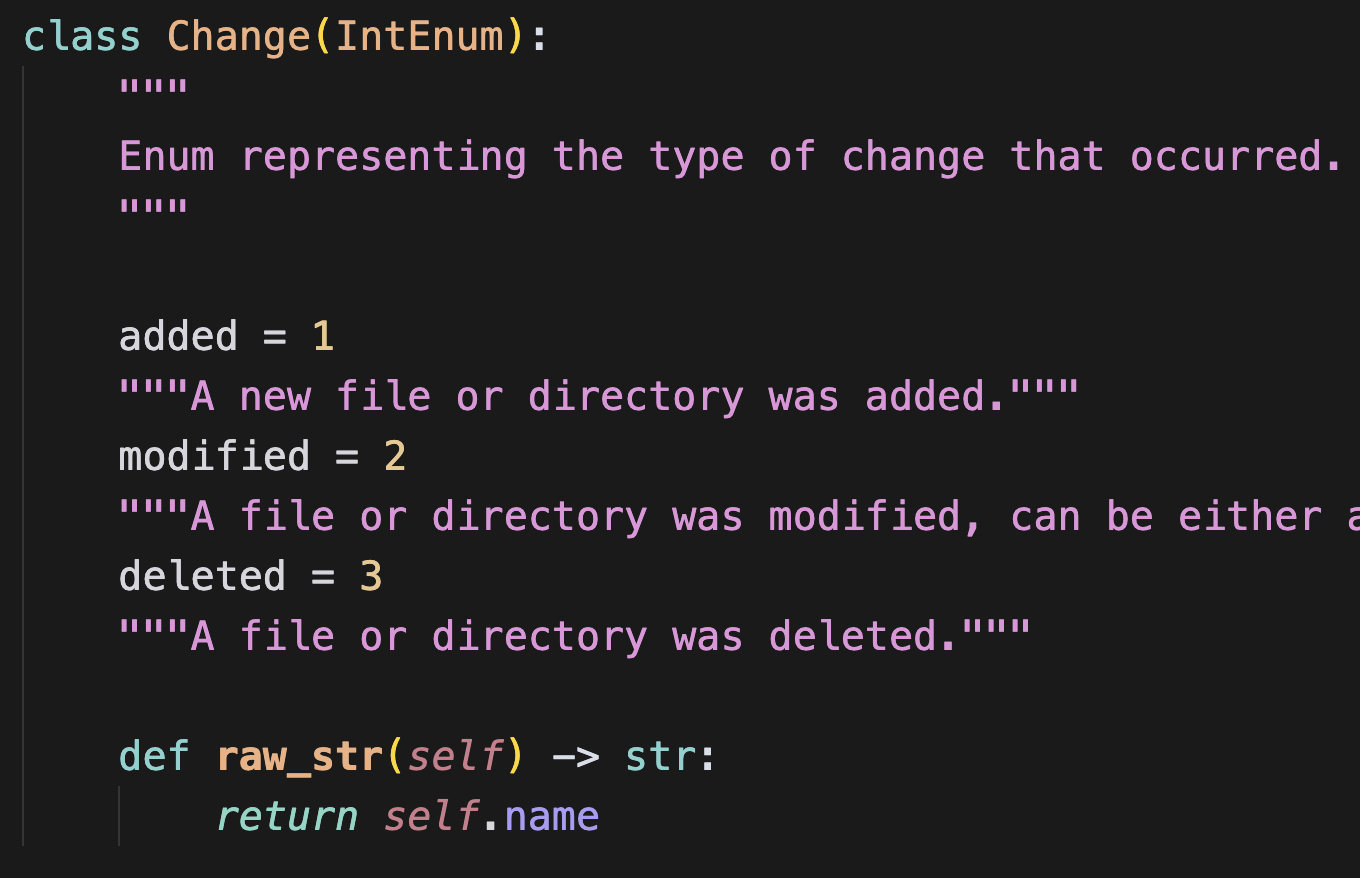 class Change(IntEnum):
    """
    Enum representing the type of change that occurred.
    """

    added = 1
    """A new file or directory was added."""
    modified = 2
    """A file or directory was modified, can be either
    deleted = 3
    """A file or directory was deleted."""

    def raw_str(self) -> str:
        return self.name